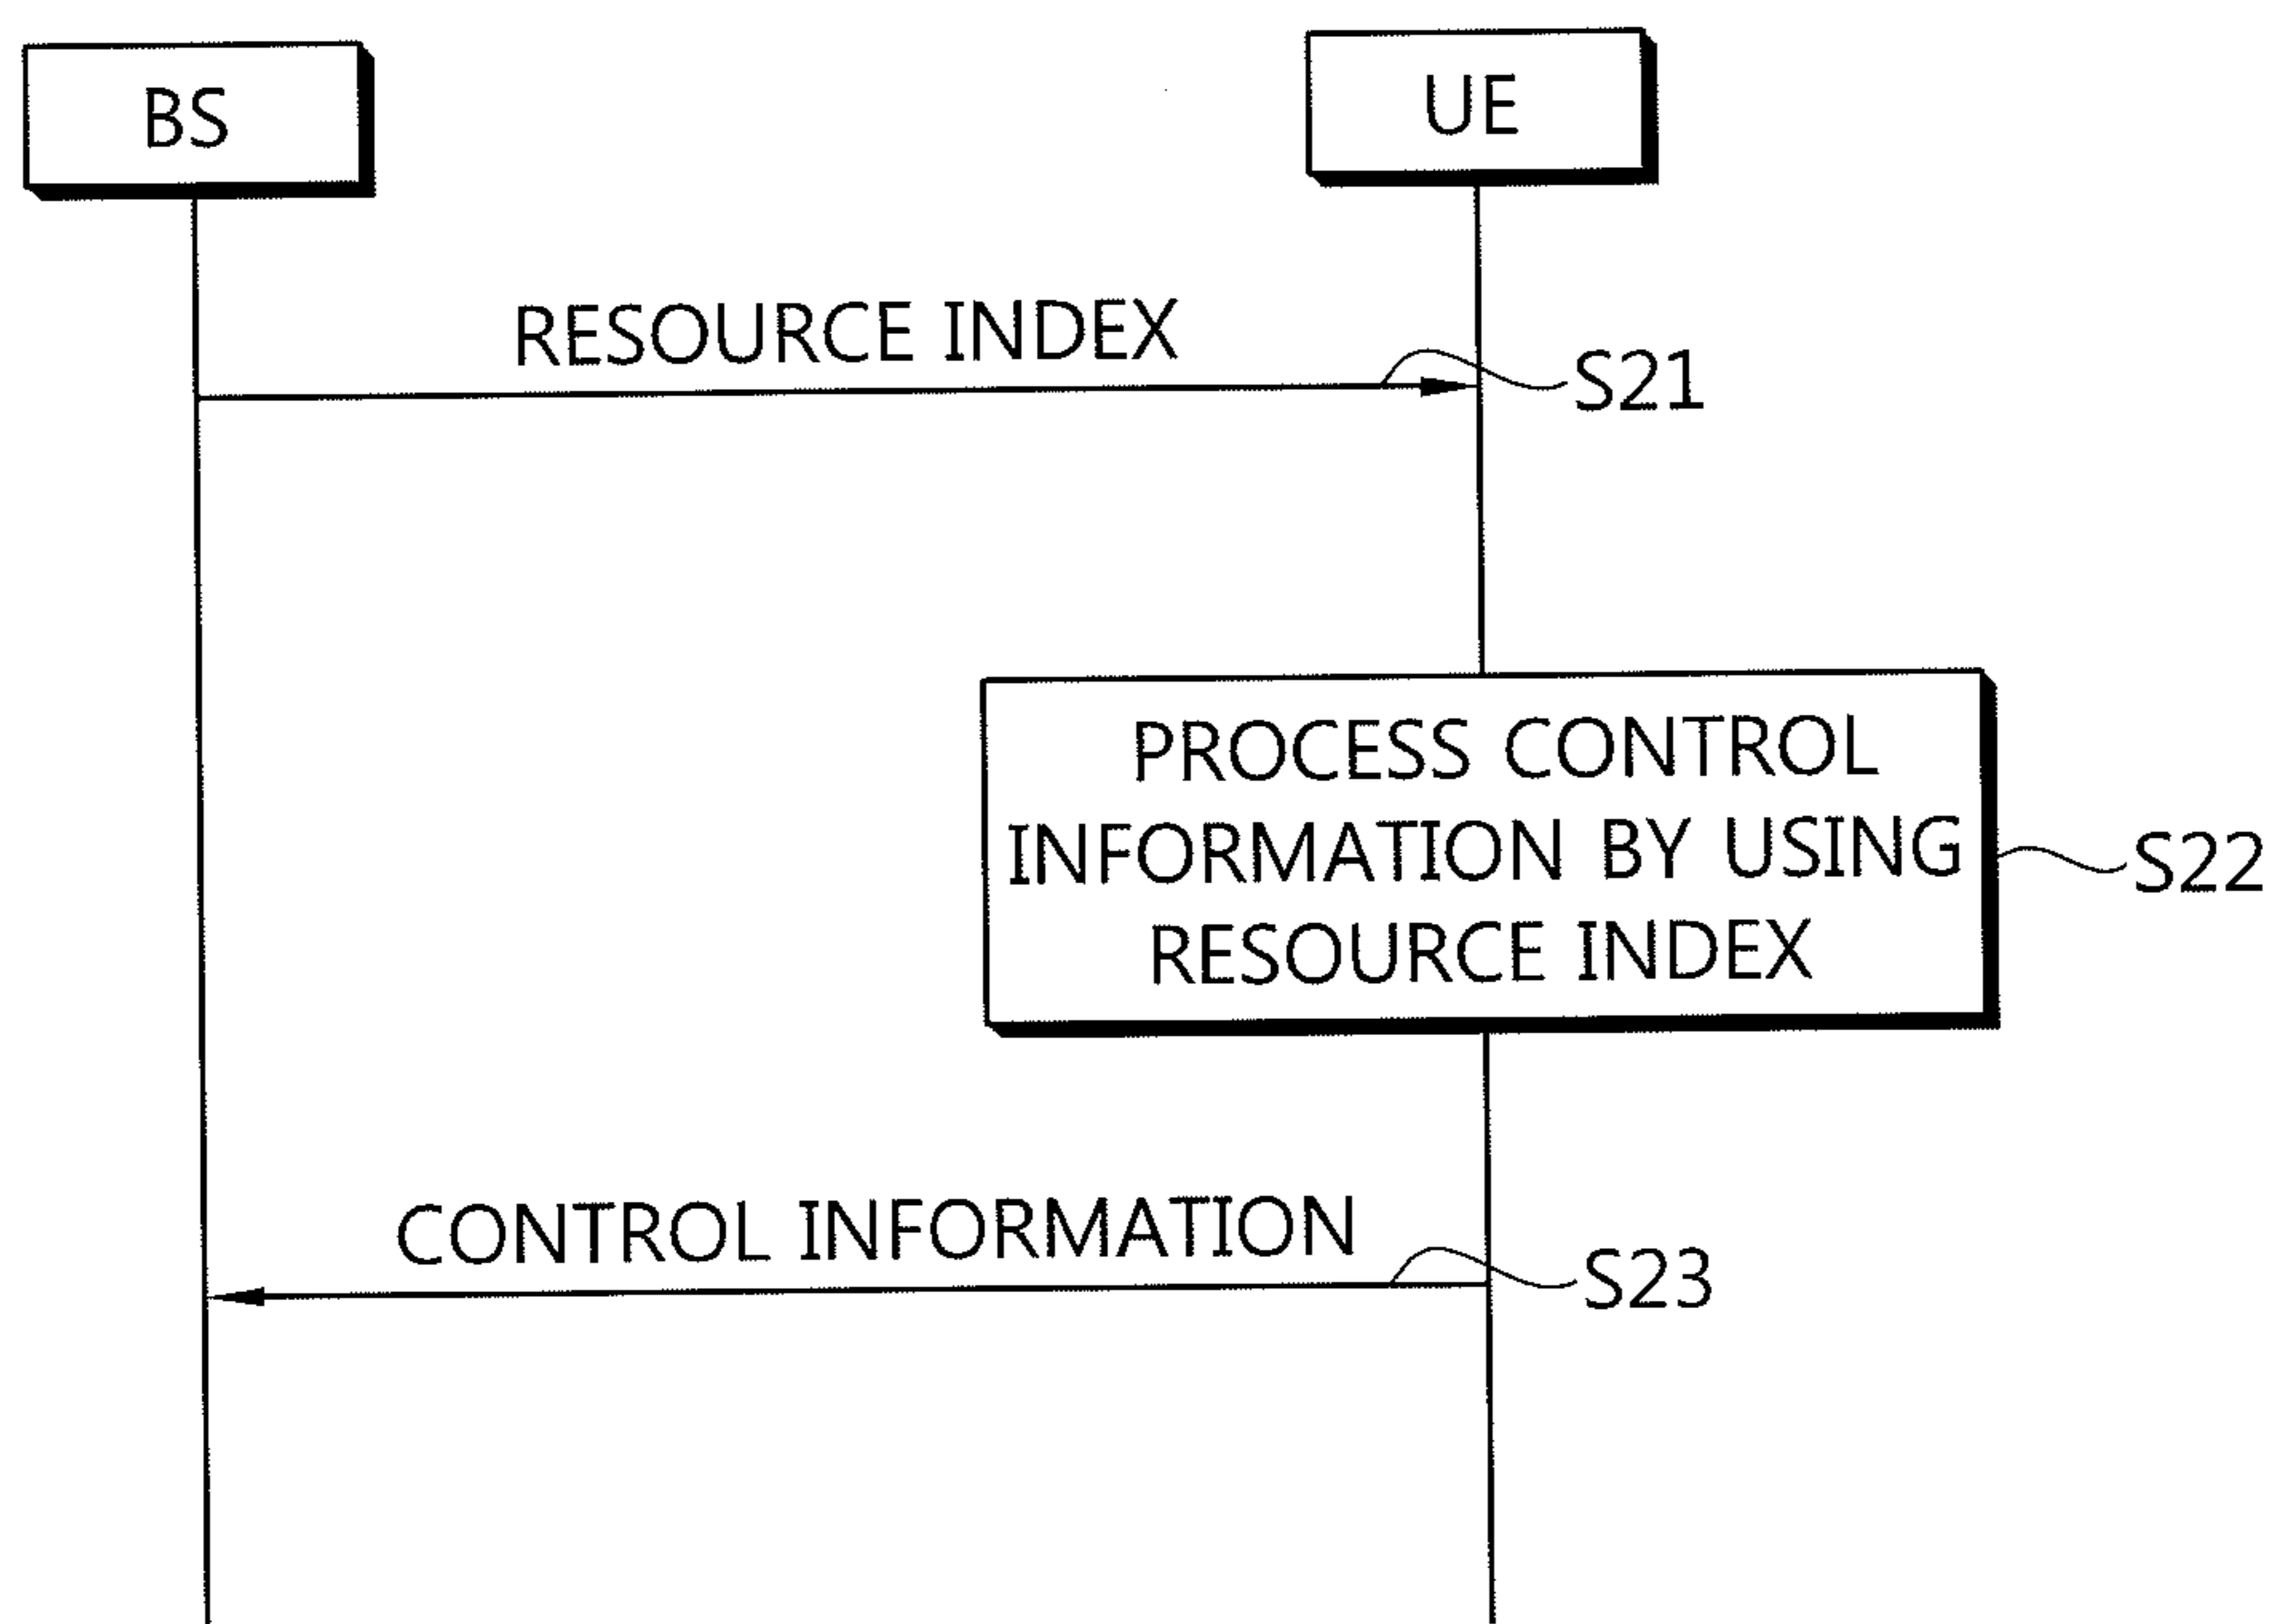 BS
UE
RESOURCE INDEX
S21
PROCESS CONTROL
INFORMATION BY USING
RESOURCE INDEX
S22
CONTROL INFORMATION
S23